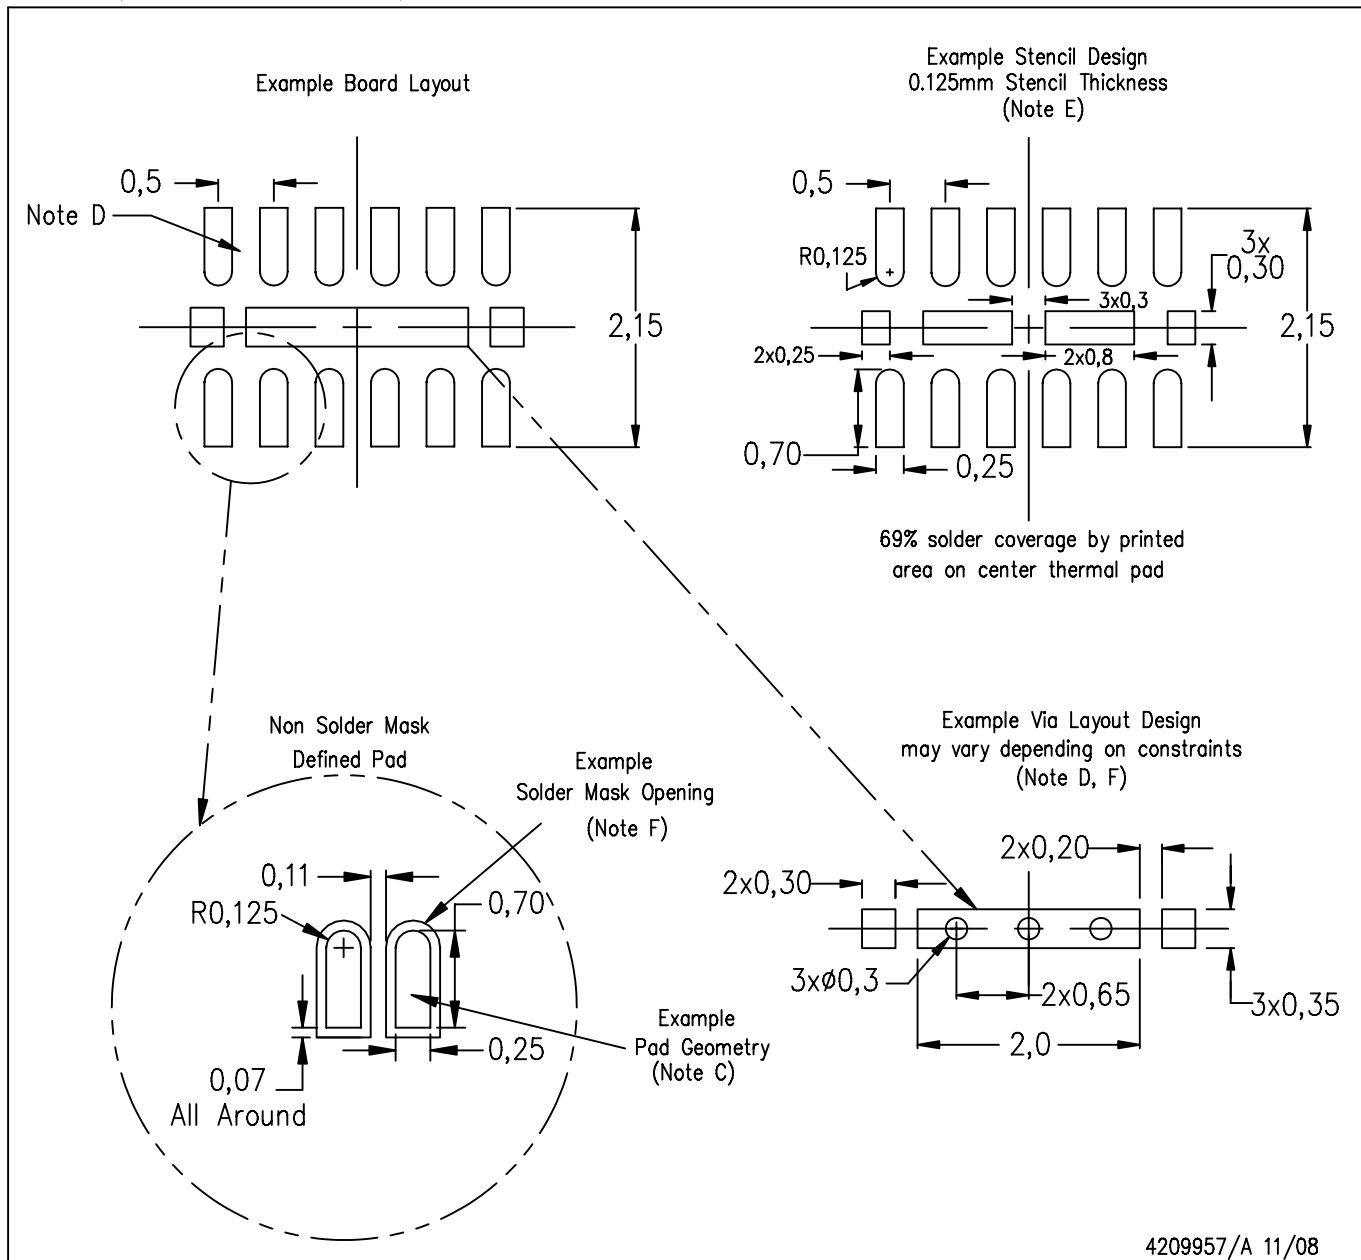 Example Board Layout
0,5
Note D
2,15
Example Stencil Design
0.125mm Stencil Thickness
(Note E)
0,5
R0,125
3x
0,30
3x0,3
2,15
2x0,25
2x0,8
0,70
0,25
69% solder coverage by printed
area on center thermal pad
Non Solder Mask
Defined Pad
Example
Solder Mask Opening
(Note F)
0,11
R0,125
0,70
0,25
Example
Pad Geometry
(Note C)
0,07
All Around
Example Via Layout Design
may vary depending on constraints
(Note D, F)
2x0,20
2x0,30
3xø0,3
2x0,65
3x0,35
2,0
4209957/A 11/08